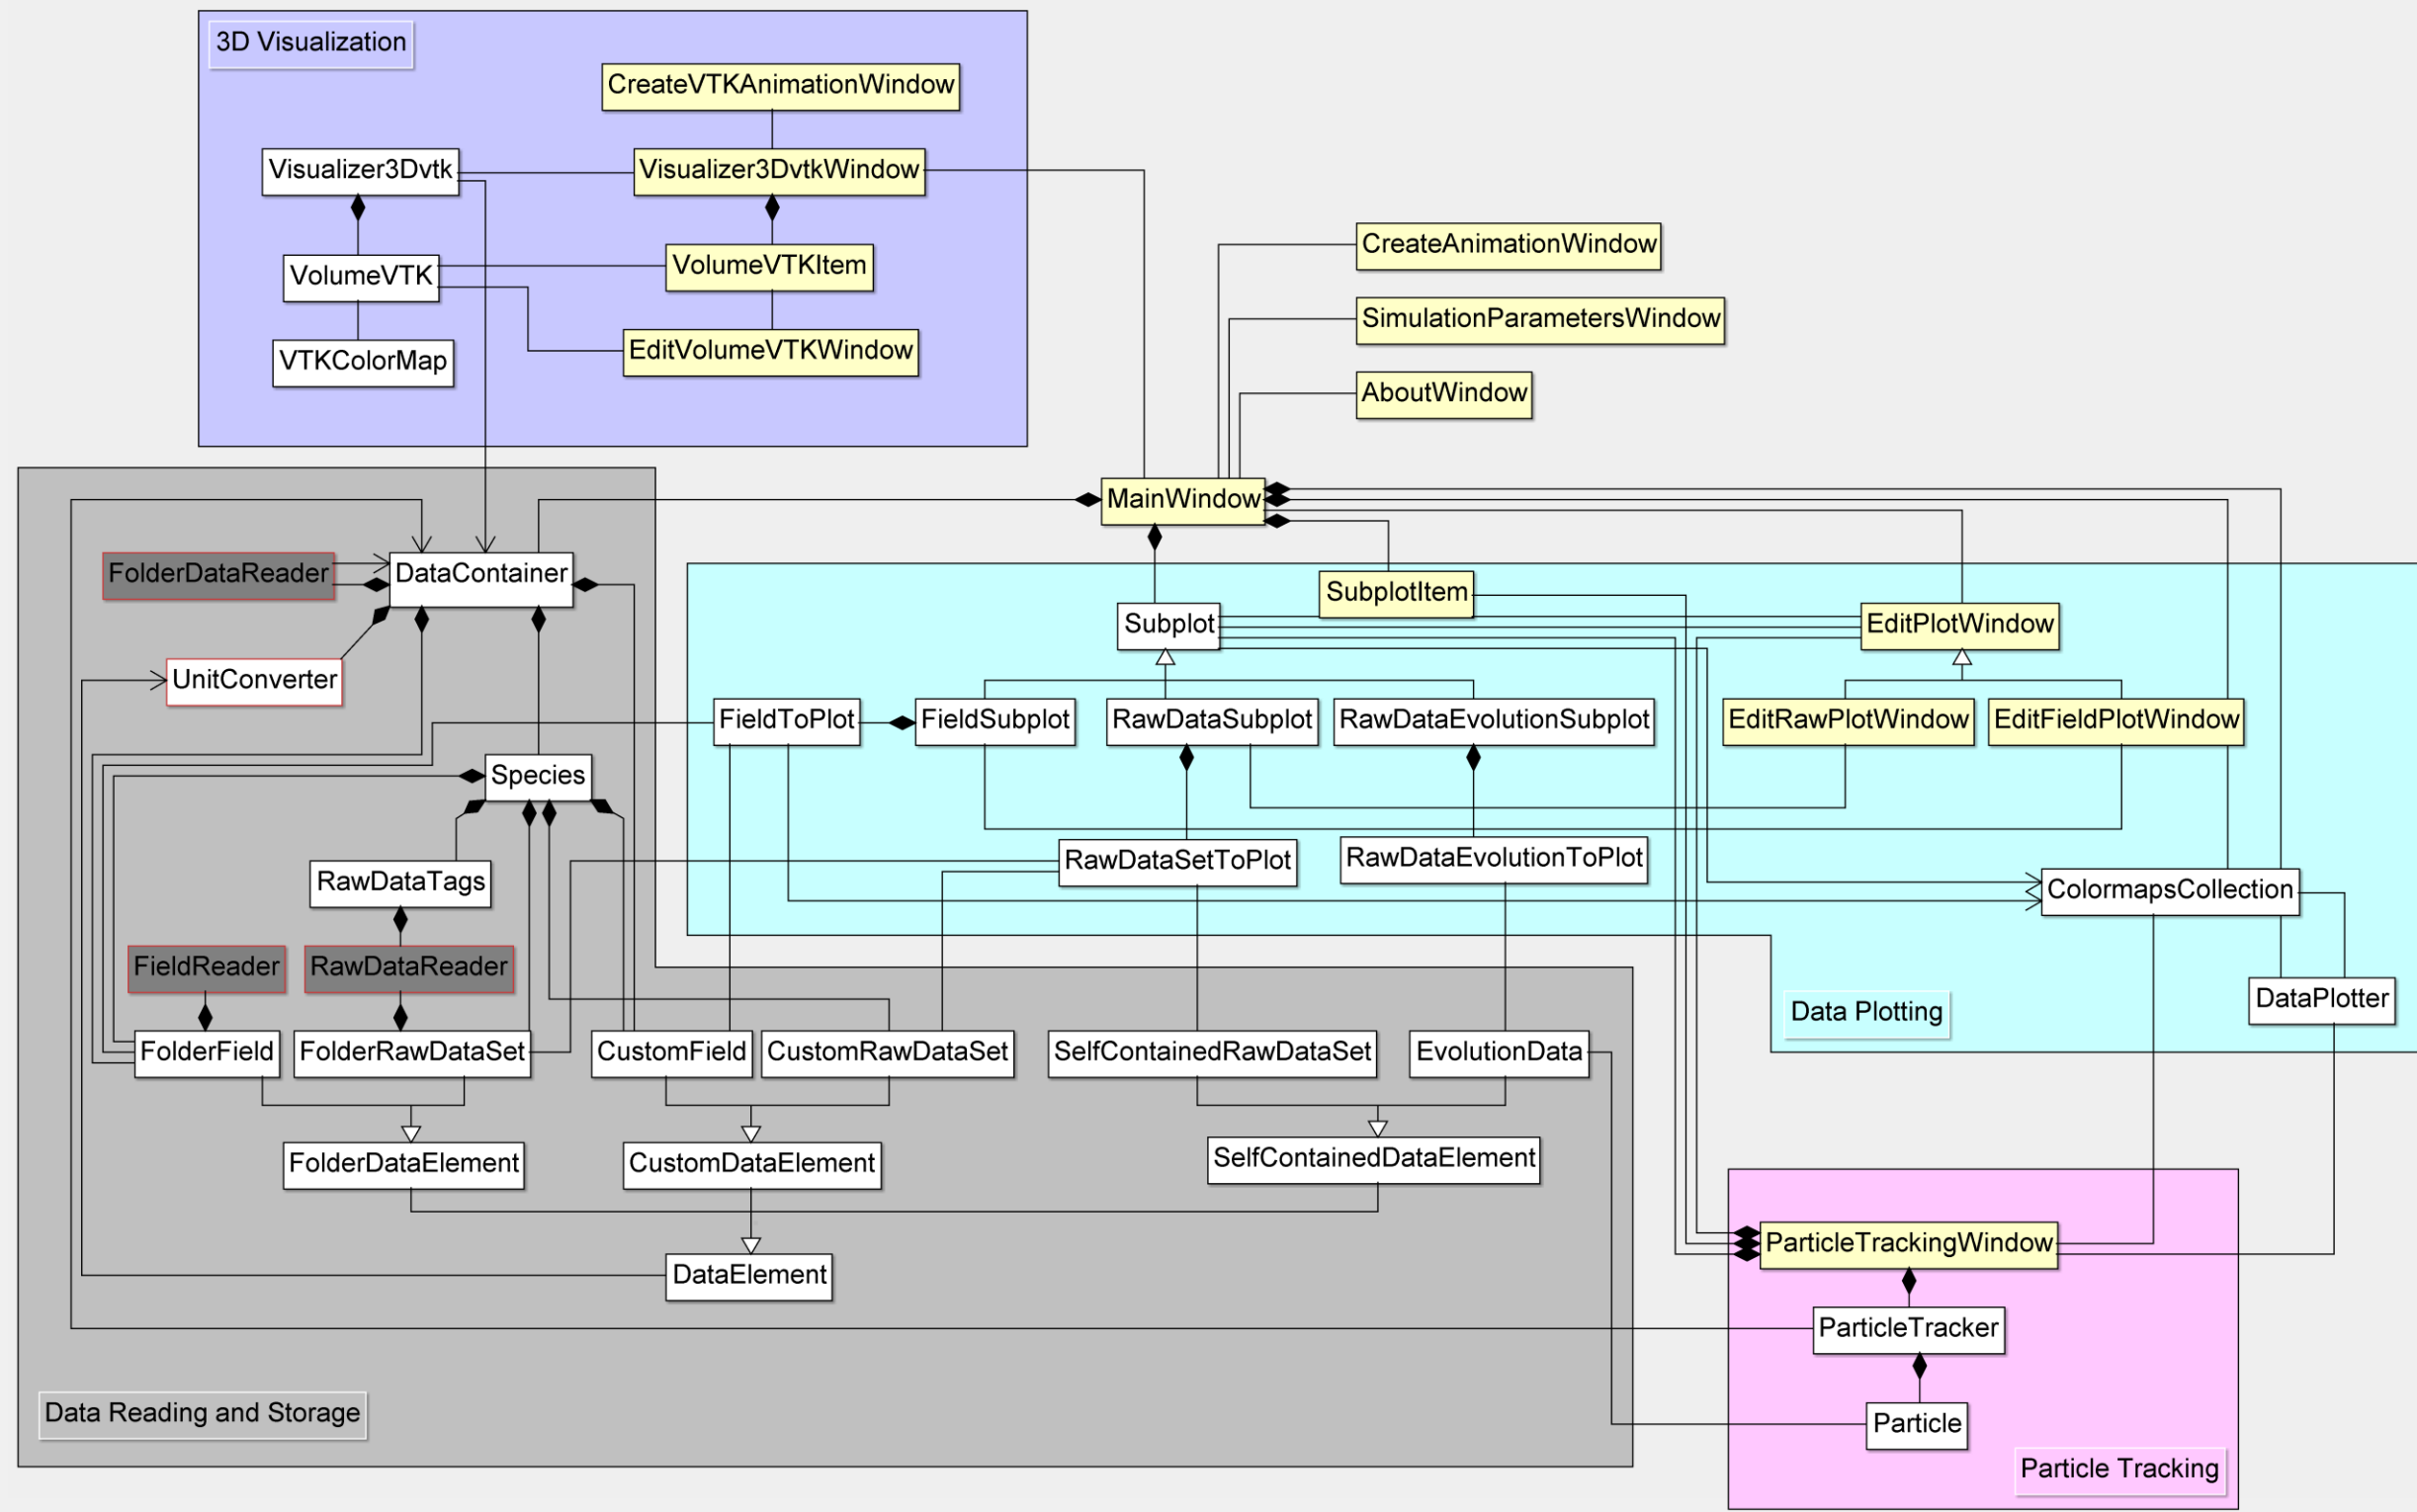 3D Visualization
CreateVTKAnimationWindow
Visualizer3Dvtk
Visualizer3DvtkWindow
VolumeVTK
VolumeVTKItem
VTKColorMap
EditVolumeVTKWindow
CreateAnimationWindow
SimulationParametersWindow
AboutWindow
MainWindow
FolderDataReader
DataContainer
UnitConverter
Species
RawDataTags
FieldReader
RawDataReader
FolderField
FolderRawDataSet
CustomField
CustomRawDataSet
SelfContainedRawDataSet
EvolutionData
FolderDataElement
CustomDataElement
SelfContainedDataElement
DataElement
Data Reading and Storage
SubplotItem
Subplot
EditPlotWindow
FieldToPlot
FieldSubplot
RawDataSubplot
RawDataEvolutionSubplot
EditRawPlotWindow
EditFieldPlotWindow
RawDataSetToPlot
RawDataEvolutionToPlot
ColormapsCollection
Data Plotting
DataPlotter
ParticleTrackingWindow
ParticleTracker
Particle
Particle Tracking